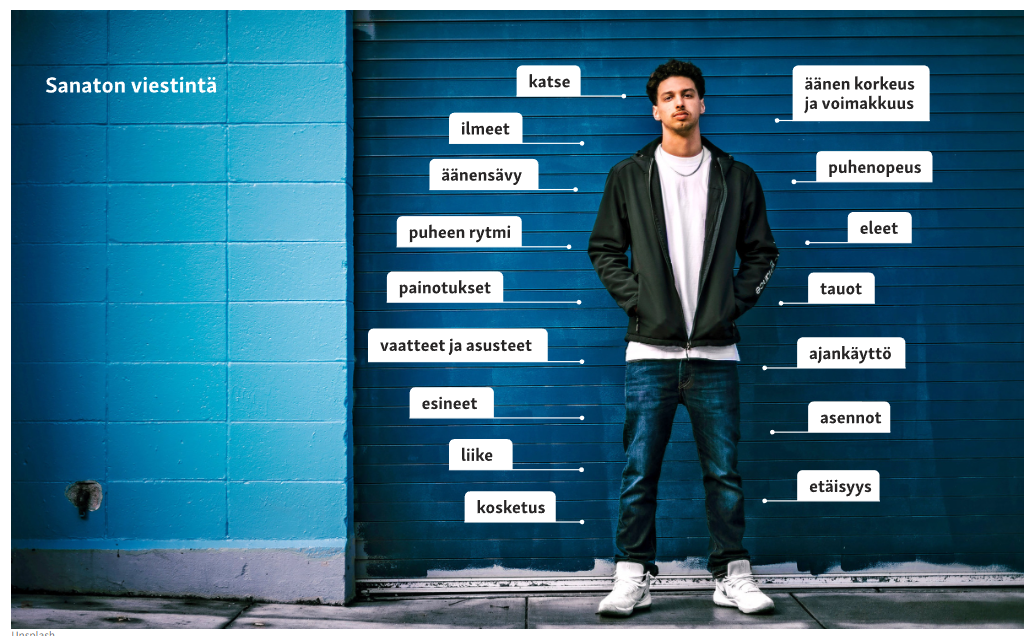 Sanaton viestintä
katse
ilmeet
äänensävy
puheen rytmi
painotukset
vaatteet ja asusteet
esineet
liike
kosketus
äänen korkeus
ja voimakkuus
puhenopeus
eleet
tauot
ajankäyttö
asennot
etäisyys
Unsplash